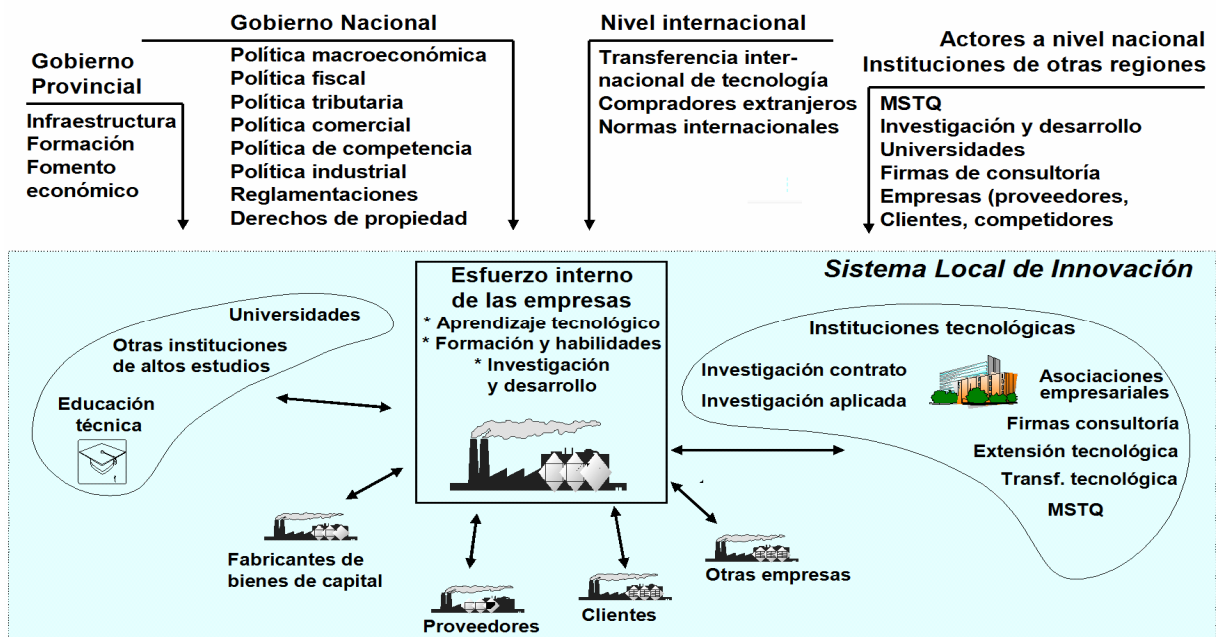 Gobierno
Provincial
Infraestructura
Formación
Fomento
económico
Gobierno Nacional
Política macroeconómica
Política fiscal
Política tributaria
Política comercial
Política de competencia
Política industrial
Reglamentaciones
Derechos de propiedad
Nivel internacional
Transferencia inter-
nacional de tecnología
Compradores extranjeros
Normas internacionales
Actores a nivel nacional
Instituciones de otras regiones
MSTQ
Investigación y desarrollo
Universidades
Firmas de consultoría
Empresas (proveedores,
Clientes, competidores
Sistema Local de Innovación
Universidades
Otras instituciones
de altos estudios
Educación
técnica
Esfuerzo interno
de las empresas
* Aprendizaje tecnológico
* Formación y habilidades
* Investigación
y desarrollo
Instituciones tecnológicas
Investigación contrato
Investigación aplicada
Asociaciones
empresariales
Firmas consultoría
Extensión tecnológica
Transf. tecnológica
MSTQ
Fabricantes de
bienes de capital
Proveedores
Clientes
Otras empresas